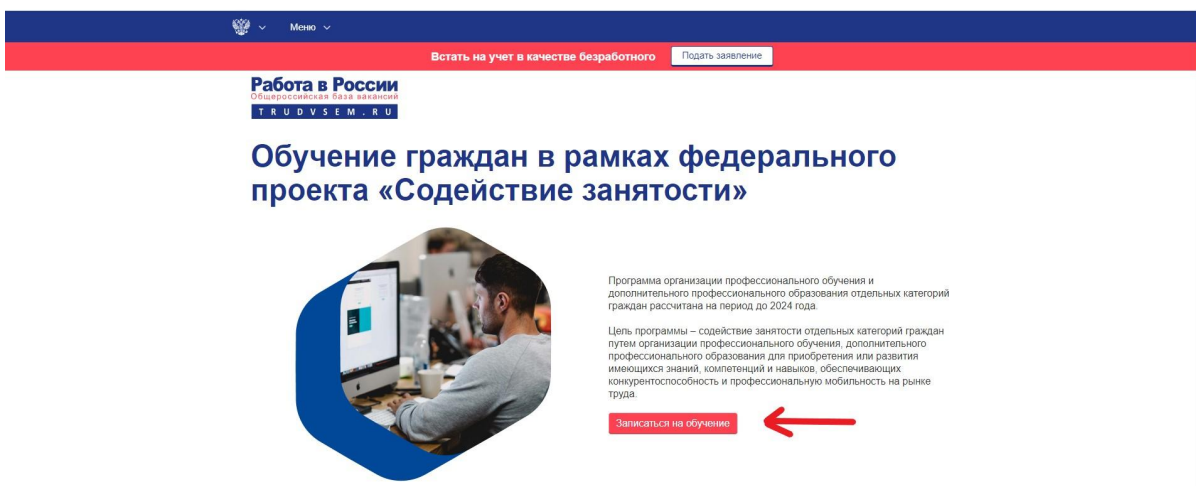 Меню
Встать на учет в качестве безработного Подать заявление
Работа в России
Общероссийская база вакансий
TRUDVSEM.RU
Обучение граждан в рамках федерального
проекта «Содействие занятости»
Программа организации профессионального обучения и
дополнительного профессионального образования отдельных категорий
граждан рассчитана на период до 2024 года.
Цель программы – содействие занятости отдельных категорий граждан
путем организации профессионального обучения, дополнительного
профессионального образования для приобретения или развития
имеющихся знаний, компетенций и навыков, обеспечивающих
конкурентоспособность и профессиональную мобильность на рынке
труда.
Записаться на обучение